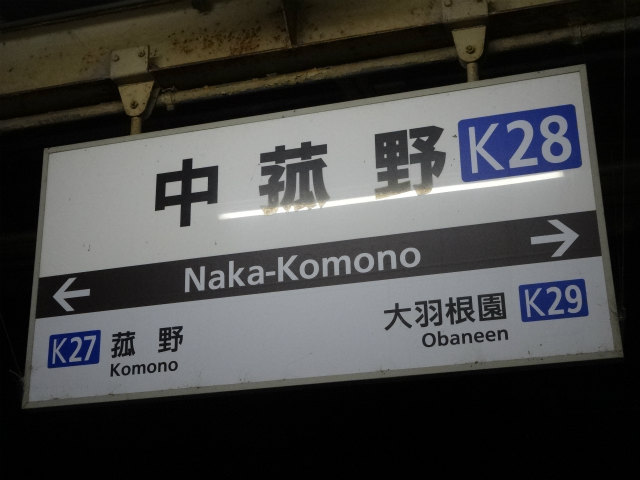 中菰野 K28
← Naka-Komono →
K27 菰野
Komono
大羽根園 K29
Obaneen